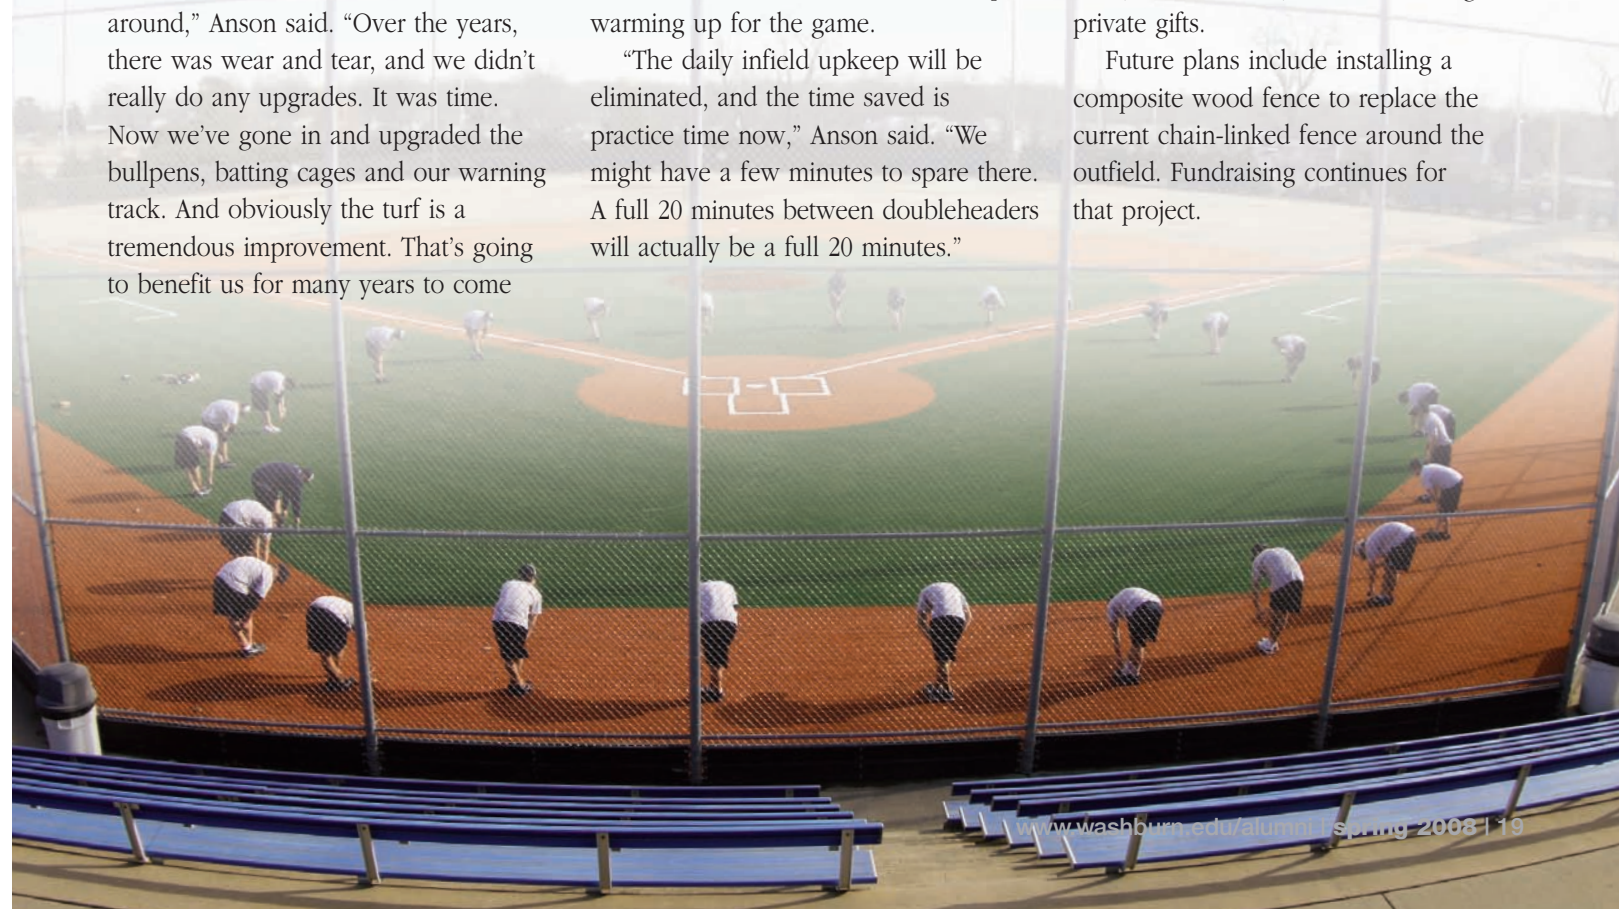 around,” Anson said. “Over the years,
there was wear and tear, and we didn’t
really do any upgrades. It was time.
Now we’ve gone in and upgraded the
bullpens, batting cages and our warning
track. And obviously the turf is a
tremendous improvement. That’s going
to benefit us for many years to come
warming up for the game.
“The daily infield upkeep will be
eliminated, and the time saved is
practice time now,” Anson said. “We
might have a few minutes to spare there.
A full 20 minutes between doubleheaders
will actually be a full 20 minutes.”
private gifts.
Future plans include installing a
composite wood fence to replace the
current chain-linked fence around the
outfield. Fundraising continues for
that project.
www.washburn.edu/alumni | spring 2008 | 19